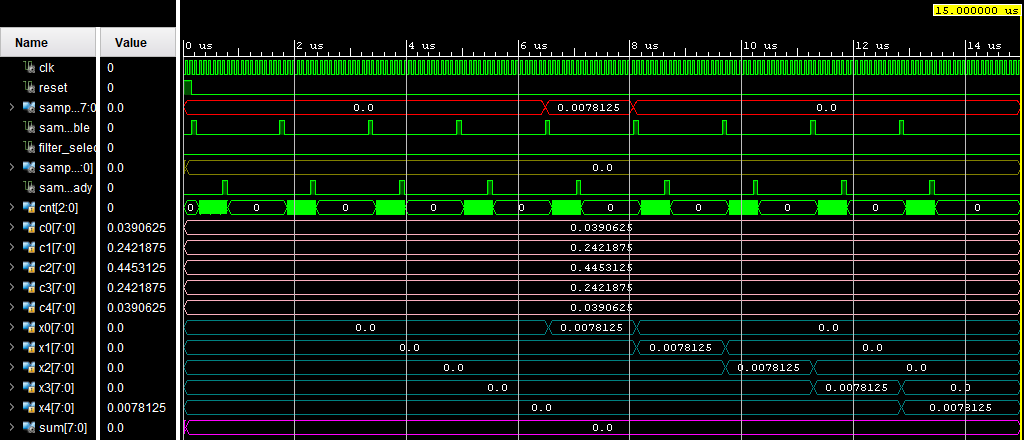 15.000000 us
Name Value 0 us 2 us 4 us 6 us 8 us 10 us 12 us 14 us
clk 0
reset 0
samp...7:0 0.0 0.0 0.0078125 0.0
sam...ble 0
filter_selec 0
samp...:0] 0.0 0.0
sam...ady 0
cnt[2:0] 0 0 0 0 0 0 0 0 0 0 0
c0[7:0] 0.0390625 0.0390625
c1[7:0] 0.2421875 0.2421875
c2[7:0] 0.4453125 0.4453125
c3[7:0] 0.2421875 0.2421875
c4[7:0] 0.0390625 0.0390625
x0[7:0] 0.0 0.0 0.0078125 0.0
x1[7:0] 0.0 0.0 0.0078125 0.0
x2[7:0] 0.0 0.0 0.0078125 0.0
x3[7:0] 0.0 0.0 0.0078125 0.0
x4[7:0] 0.0078125 0.0 0.0078125
sum[7:0] 0.0 0.0